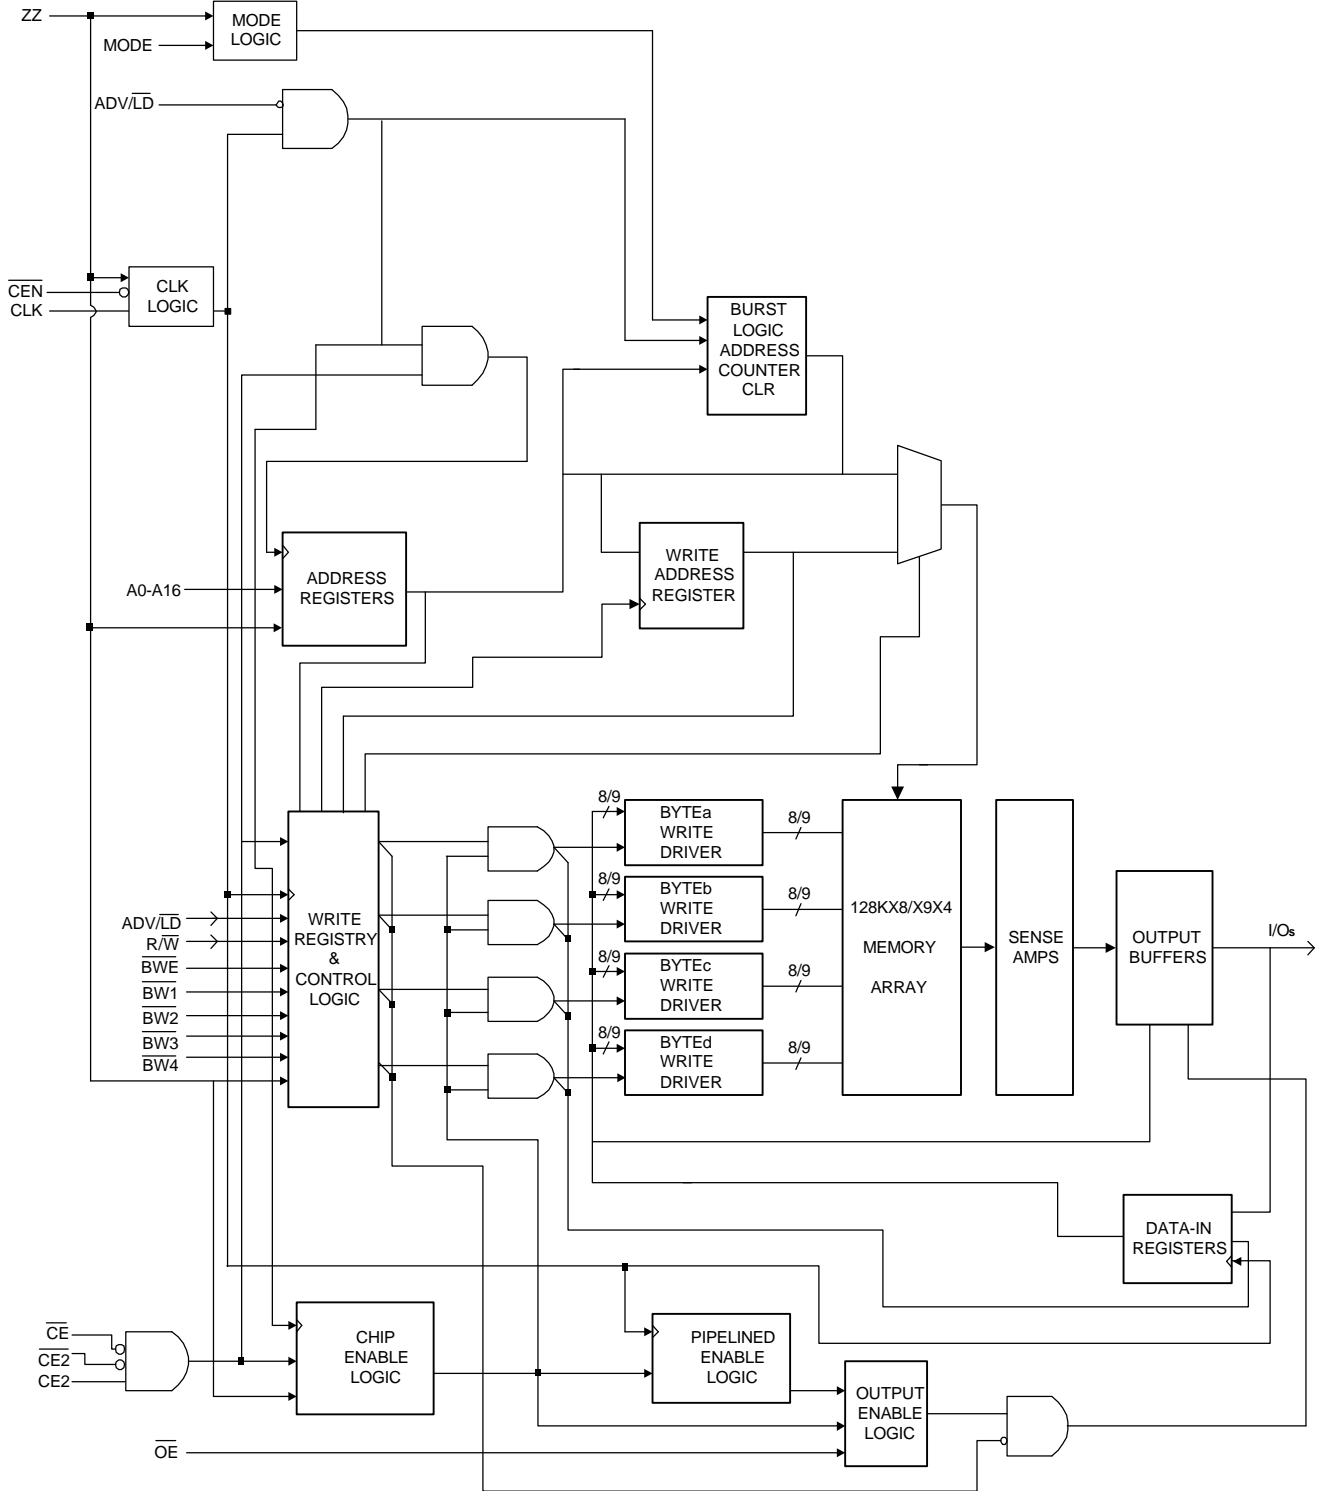 ZZ
MODE
LOGIC
MODE
ADV/LD
CEN
CLK
CLK
LOGIC
BURST
LOGIC
ADDRESS
COUNTER
CLR
A0-A16
ADDRESS
REGISTERS
WRITE
ADDRESS
REGISTER
ADV/LD
R/W
BWE
BW1
BW2
BW3
BW4
WRITE
REGISTRY
&
CONTROL
LOGIC
8/9
BYTEa
WRITE
DRIVER
8/9
8/9
BYTEb
WRITE
DRIVER
8/9
8/9
BYTEc
WRITE
DRIVER
8/9
8/9
BYTEd
WRITE
DRIVER
8/9
128KX8/X9X4
MEMORY
ARRAY
SENSE
AMPS
OUTPUT
BUFFERS
I/Os
DATA-IN
REGISTERS
CE
CE2
CE2
CHIP
ENABLE
LOGIC
PIPELINED
ENABLE
LOGIC
OUTPUT
ENABLE
LOGIC
OE